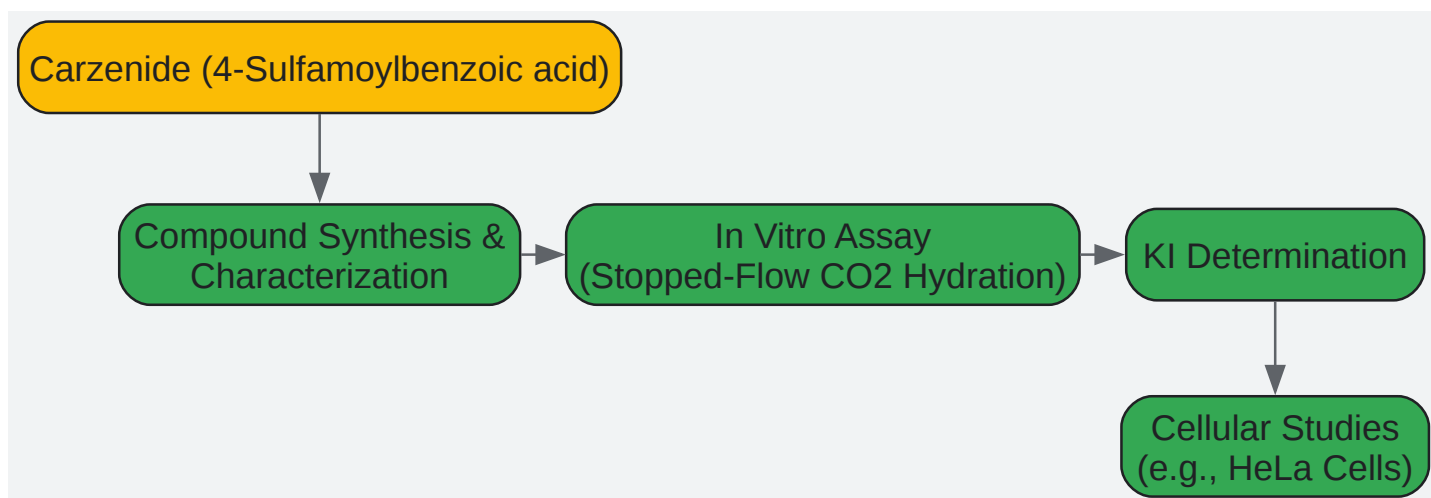 Carzenide (4-Sulfamoylbenzoic acid)
Compound Synthesis &
Characterization
In Vitro Assay
(Stopped-Flow CO2 Hydration)
KI Determination
Cellular Studies
(e.g., HeLa Cells)